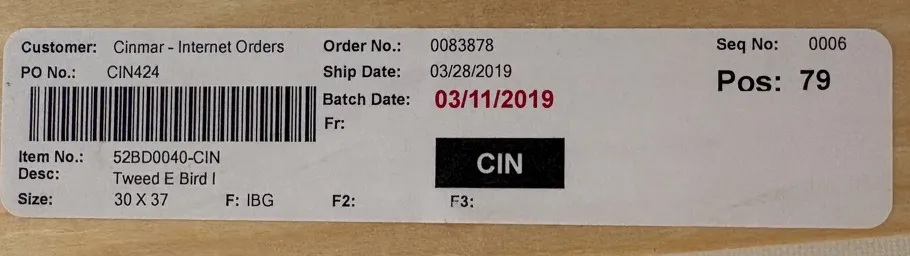 Customer: Cinmar - Internet Orders Order No.: 0083878 Seq No: 0006
PO No.: CIN424 Ship Date: 03/28/2019 Pos: 79
Batch Date: 03/11/2019
Fr:
Item No.: 52BD0040-CIN CIN
Desc: Tweed E Bird I
Size: 30 X 37 F: IBG F2: F3: